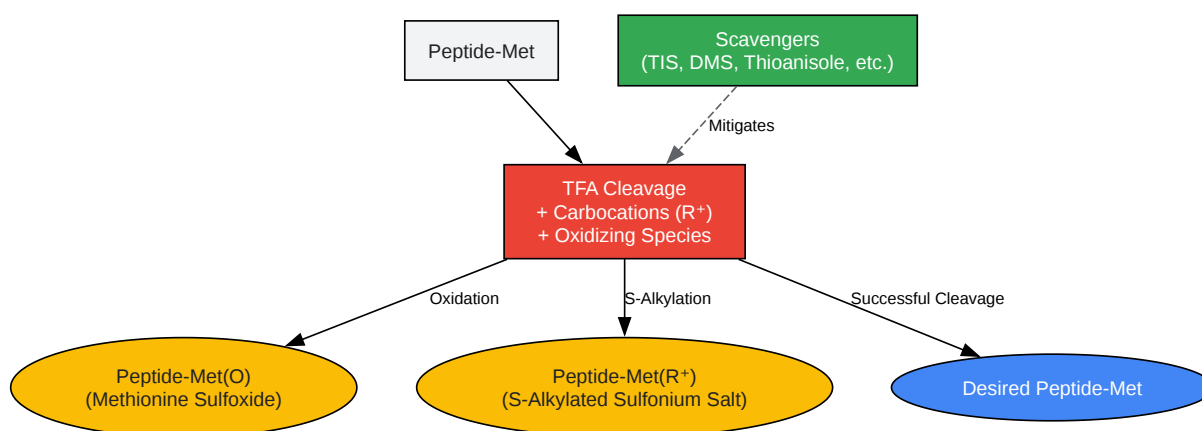 Peptide-Met
Scavengers
(TIS, DMS, Thioanisole, etc.)
Mitigates
TFA Cleavage
+ Carbocations (R⁺)
+ Oxidizing Species
Oxidation
S-Alkylation
Successful Cleavage
Peptide-Met(O)
(Methionine Sulfoxide)
Peptide-Met(R⁺)
(S-Alkylated Sulfonium Salt)
Desired Peptide-Met